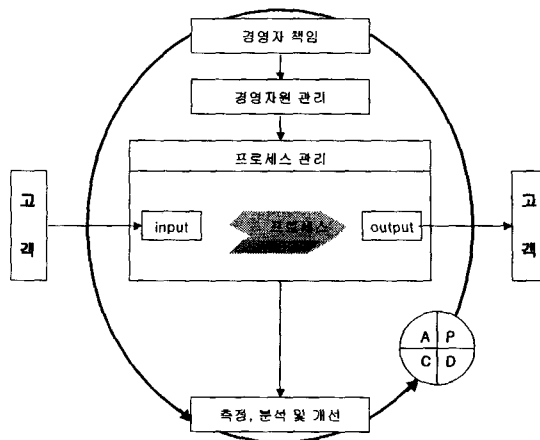 경영자 책임
경영자원 관리
프로세스 관리
고객
input
프로세스
output
고객
A P
C D
측정, 분석 및 개선